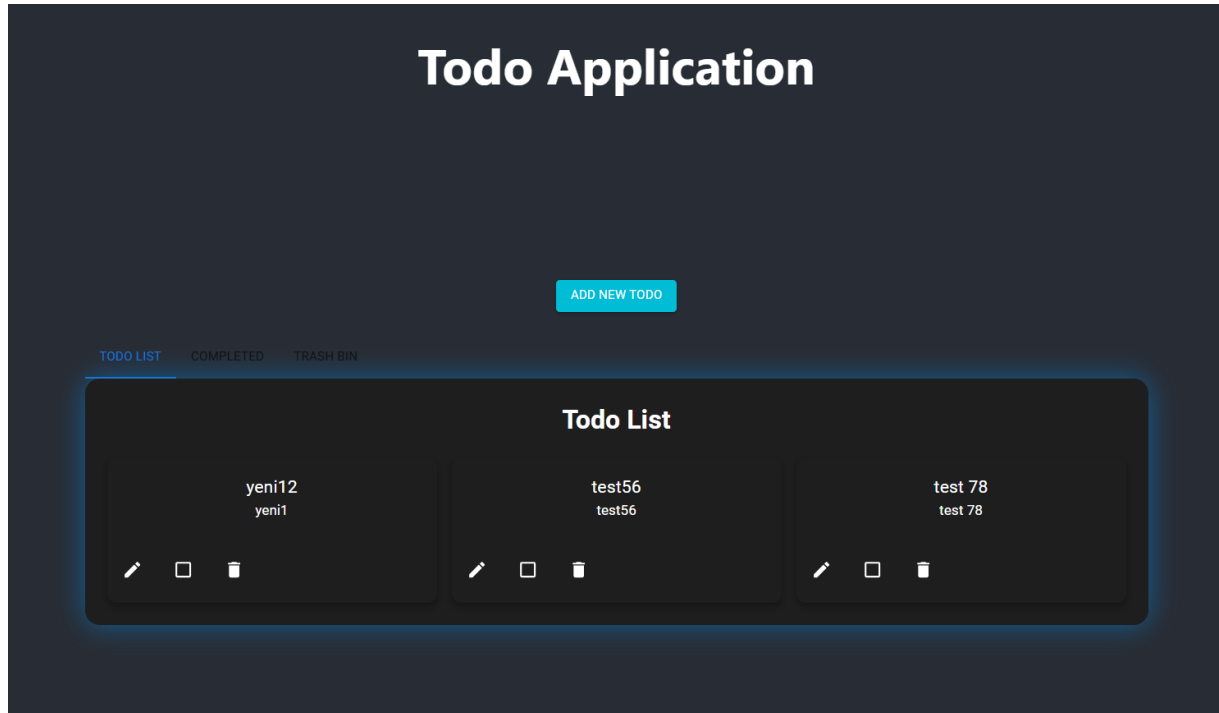 Todo Application
ADD NEW TODO
TODO LIST COMPLETED TRASH BIN
Todo List
yeni12
yeni1
test56
test56
test 78
test 78